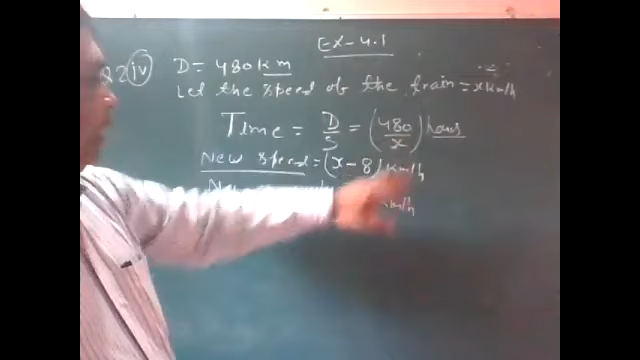 Ex-4.1
Q2 (iv) D = 480 km
Let the speed of the train = x km/h
Time = D/S = (480/x) hours
New speed = (x-8) km/h
km/h